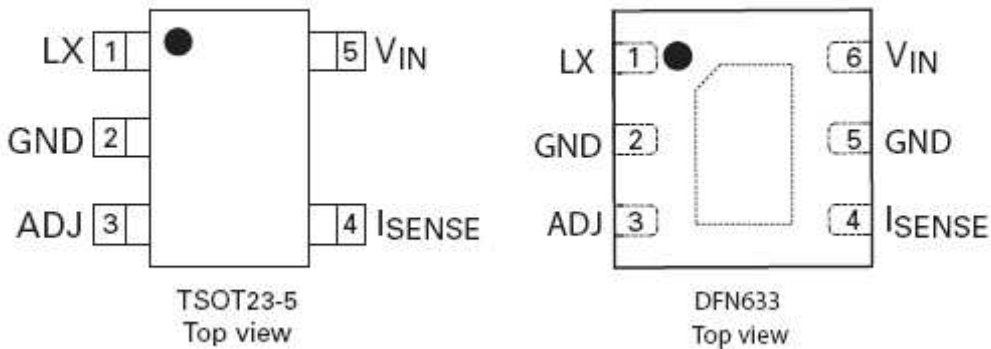 LX 1 5 VIN
GND 2
ADJ 3 4 ISENSE
TSOT23-5
Top view
LX 1 6 VIN
GND 2 5 GND
ADJ 3 4 ISENSE
DFN633
Top view